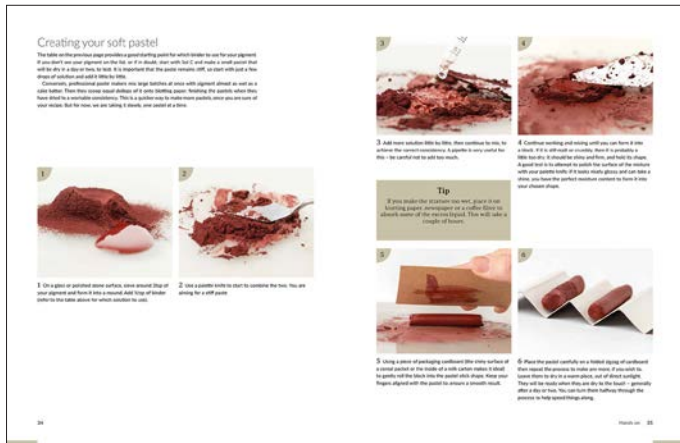 Creating your soft pastel
The table on the previous page provides a good starting point for which binder to use for your pigment.
If you don't see your pigment on the list, or if in doubt, start with List C and make a small pastel that
will be dry in a day or two, to test. It is important that the paste remains stiff, so start with just a few
drops of solution and add it little by little.
Conversely, professional paste makers mix large batches at once with pigment almost as wet as a
cake batter. Then they scoop equal dollops of it onto blotting paper, finishing the pastels when they
have dried to a workable consistency. This is a quicker way to make more pastels, once you are sure of
your recipe. But for now, we are taking it slowly, one pastel at a time.
1
2
1 On a glass or polished stone surface, sieve around 3tsp of
your pigment and form it into a mound. Add 1tsp of binder
(refer to the table above for which solution to use).
2 Use a palette knife to start to combine the two. You are
aiming for a stiff paste
34
3
4
3 Add more solution little by little, then continue to mix, to
achieve the correct consistency. A pipette is very useful for
this – be careful not to add too much.
4 Continue working and mixing until you can form it into
a block. If it is still matt or crumbly, then it is probably a
little too dry. It should be shiny and firm, and hold its shape.
A good test is to attempt to polish the surface of the mixture
with your palette knife: if it looks nicely glossy and can take a
shine, you have the perfect moisture content to form it into
your chosen shape.
Tip
If you make the mixture too wet, place it on
blotting paper, newspaper or a coffee filter to
absorb some of the excess liquid. This will take a
couple of hours.
5
6
5 Using a piece of packaging cardboard (the shiny surface of
a cereal packet or the inside of a milk carton makes it ideal)
to gently roll the block into the pastel stick shape. Keep your
fingers aligned with the pastel to ensure a smooth result.
6 Place the pastel carefully on a folded zigzag of cardboard
then repeat the process to make any more, if you wish to.
Leave them to dry in a warm place, out of direct sunlight.
They will be ready when they are dry to the touch – generally
after a day or two. You can turn them halfway through the
process to help speed things along.
Hands on 35